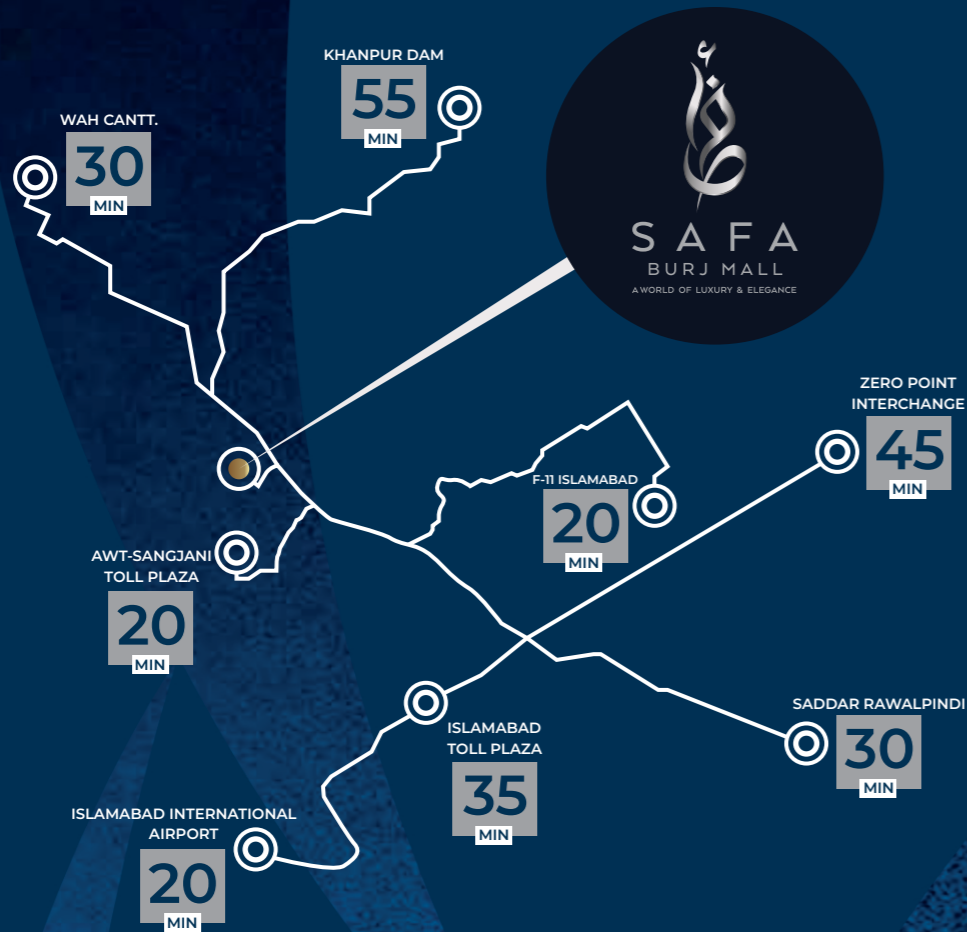 KHANPUR DAM
55
MIN
WAH CANTT.
30
MIN
SAFA
BURJ MALL
A WORLD OF LUXURY & ELEGANCE
ZERO POINT
INTERCHANGE
45
MIN
F-11 ISLAMABAD
20
MIN
AWT-SANGJANI
TOLL PLAZA
20
MIN
ISLAMABAD
TOLL PLAZA
35
MIN
SADDAR RAWALPINDI
30
MIN
ISLAMABAD INTERNATIONAL
AIRPORT
20
MIN